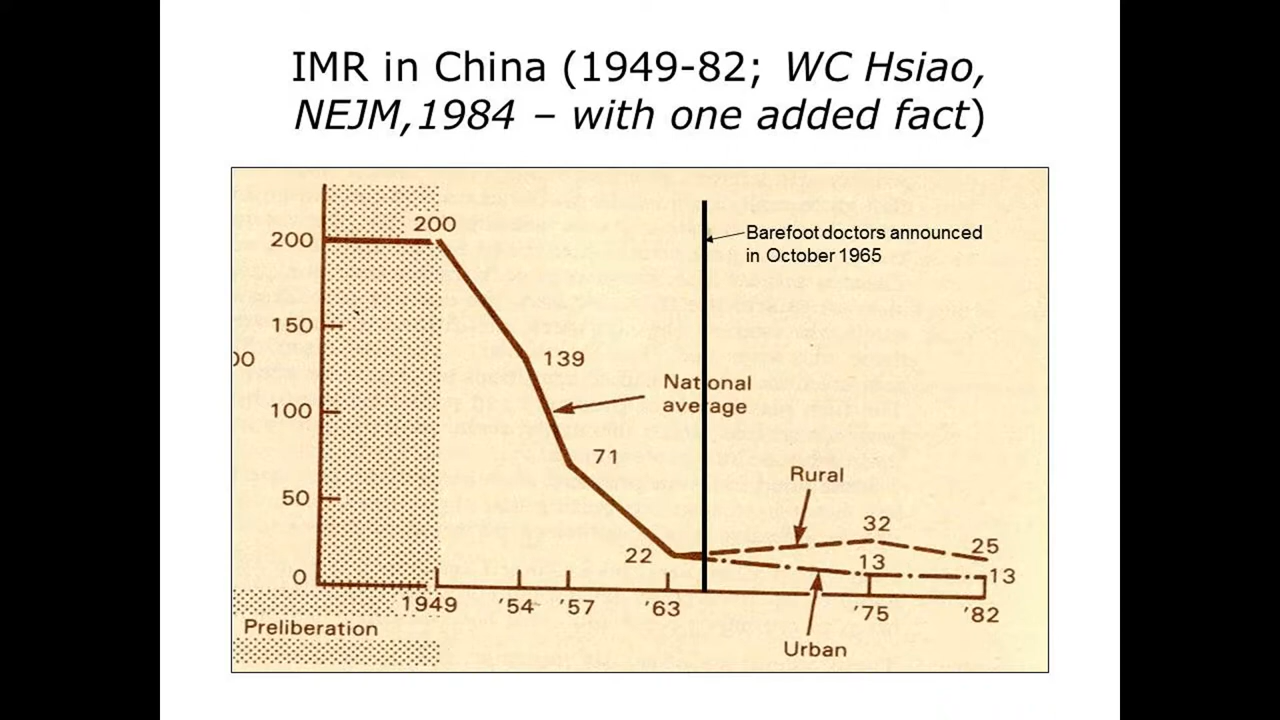 IMR in China (1949-82; WC Hsiao,
NEJM,1984 – with one added fact)
200
200
Barefoot doctors announced
in October 1965
150
00
139
National
average
100
71
Rural
50
32
22
25
13
0
13
1949
'54
'57
'63
'75
'82
Preliberation
Urban